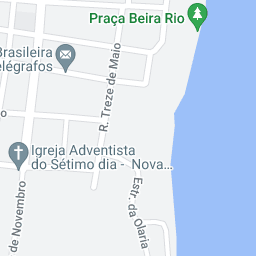 Praça Beira Rio
Brasileira
elégrafos
R. Treze de Maio
Igreja Adventista
do Sétimo dia - Nova...
Estr. da Olaria
de Novembro